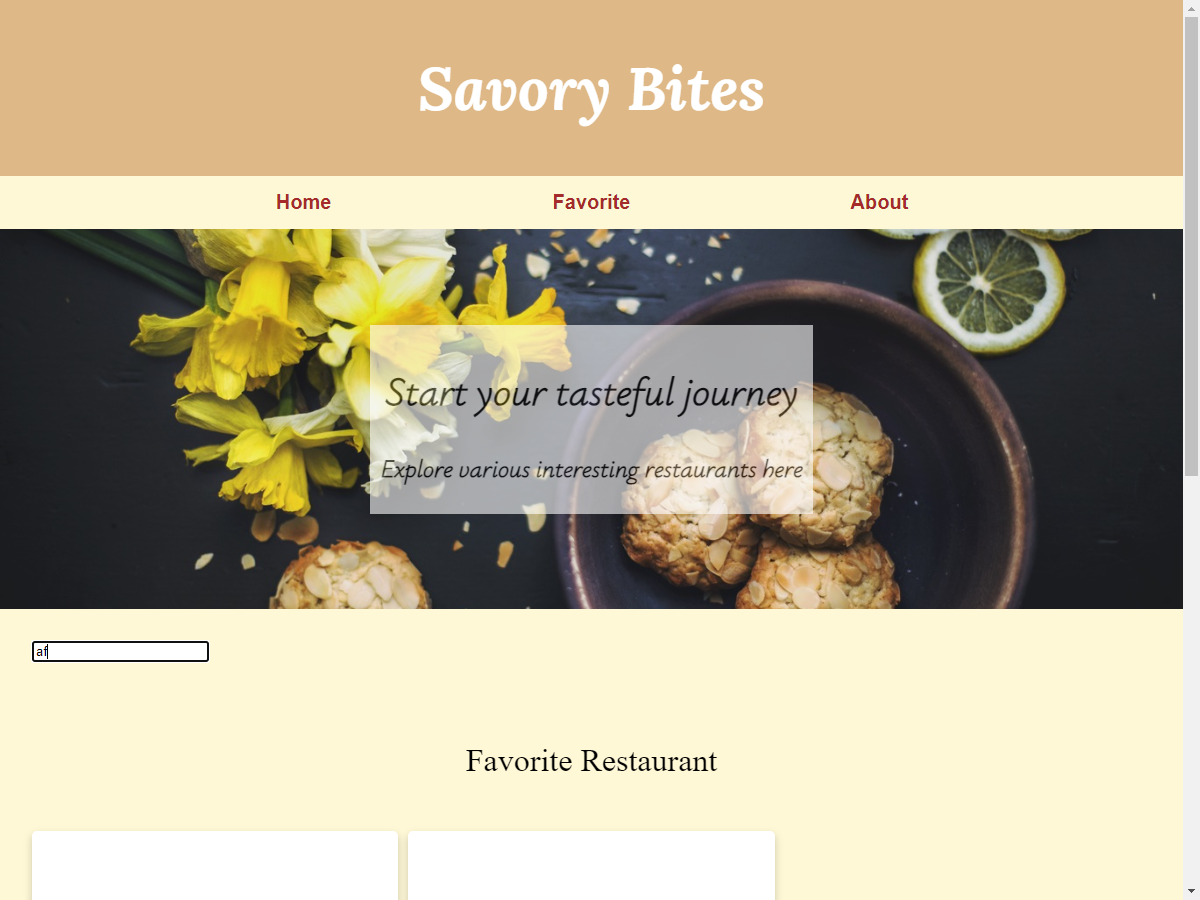 Savory Bites
Home
Favorite
About
Start your tasteful journey
Explore various interesting restaurants here
af
Favorite Restaurant